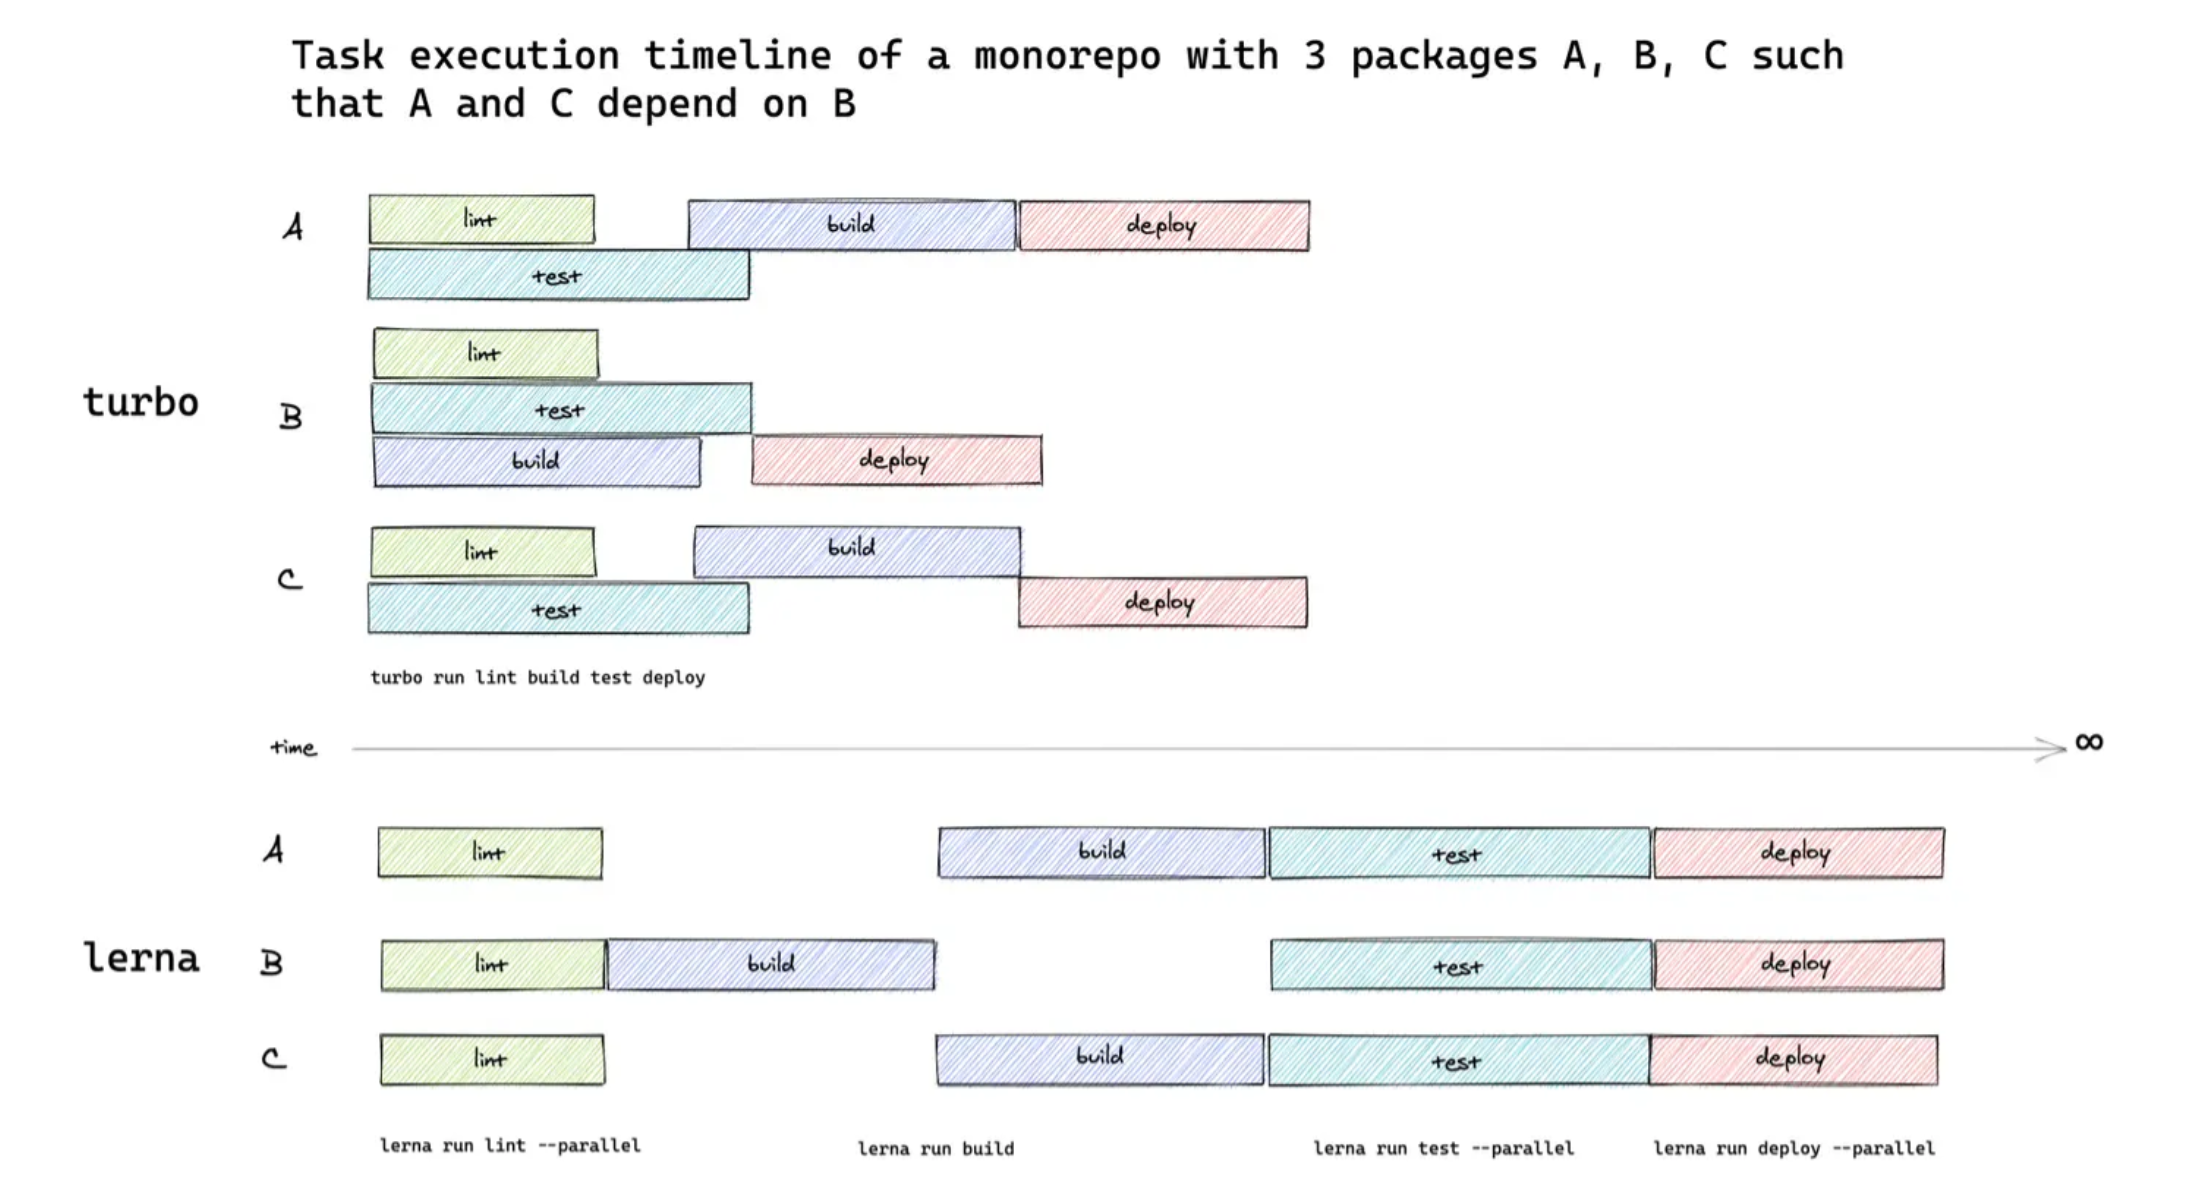 Task execution timeline of a monorepo with 3 packages A, B, C such
that A and C depend on B
A
lint
build
deploy
test
turbo
B
lint
test
build
deploy
C
lint
build
test
deploy
turbo run lint build test deploy
time
∞
lerna
A
lint
build
test
deploy
B
lint
build
test
deploy
C
lint
build
test
deploy
lerna run lint --parallel
lerna run build
lerna run test --parallel
lerna run deploy --parallel